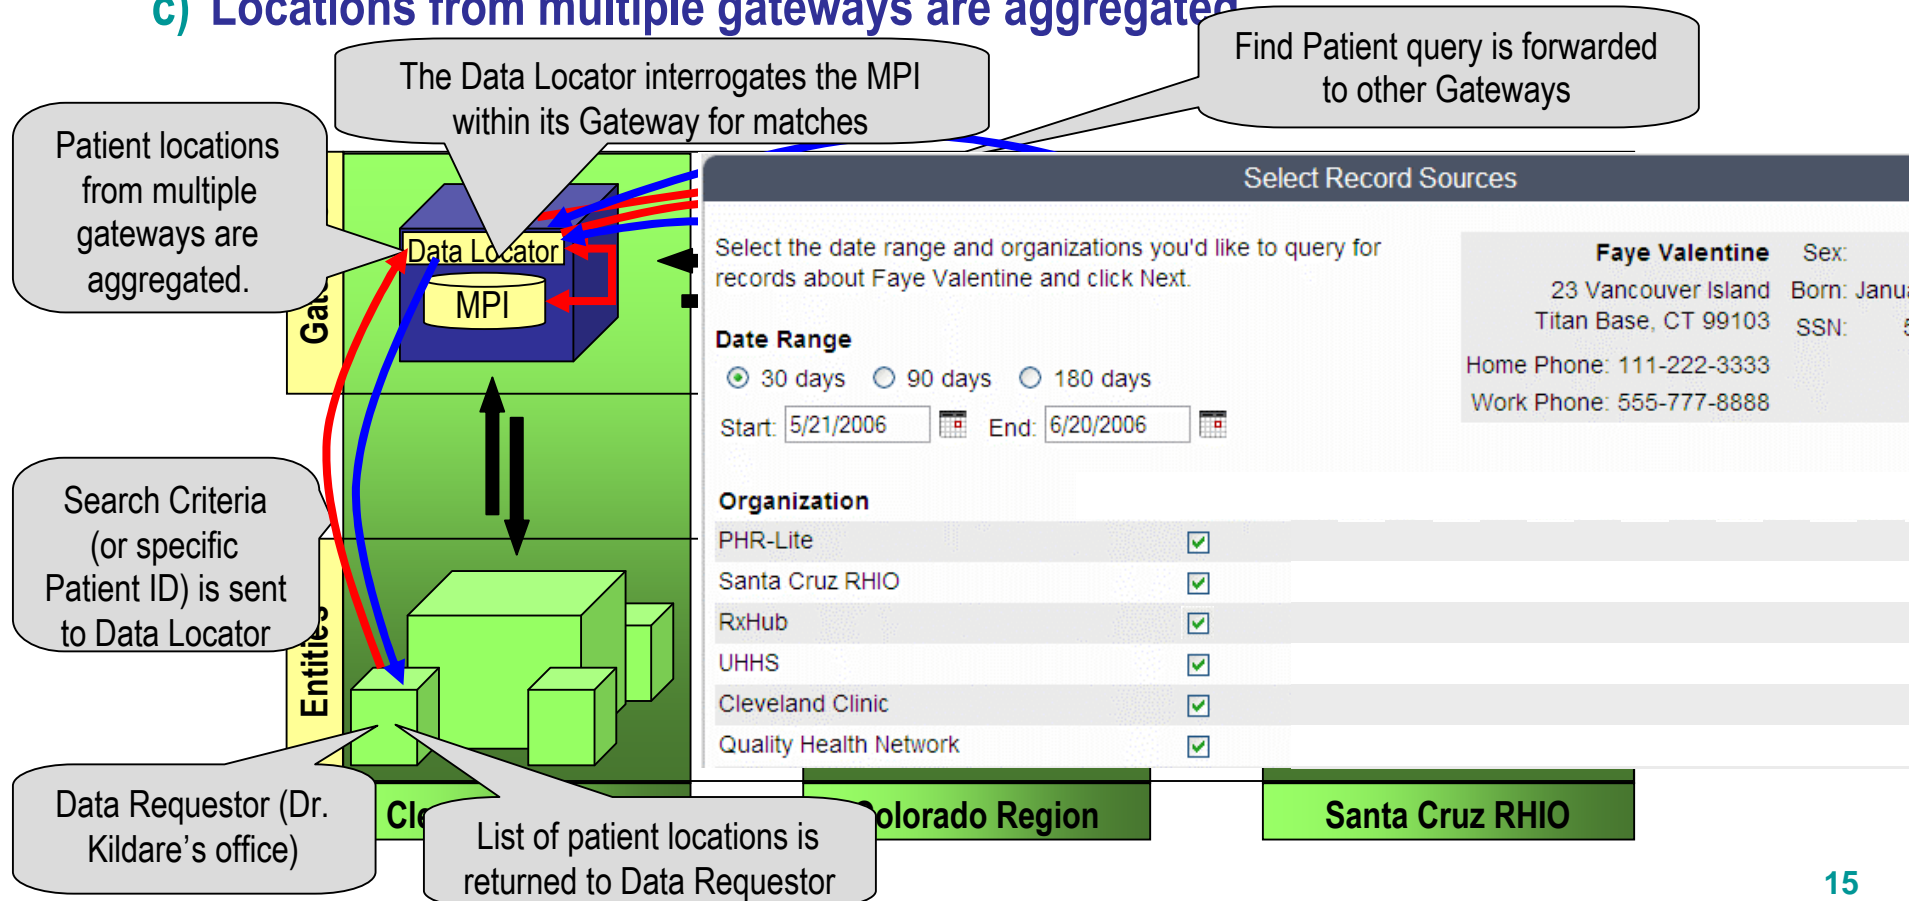 c) Locations from multiple gateways are aggregated
The Data Locator interrogates the MPI
within its Gateway for matches
Find Patient query is forwarded
to other Gateways
Patient locations
from multiple
gateways are
aggregated.
Data Locator
MPI
Select Record Sources
Select the date range and organizations you'd like to query for
records about Faye Valentine and click Next.
Faye Valentine Sex:
23 Vancouver Island Born:
Titan Base, CT 99103 SSN: 5
Home Phone: 111-222-3333
Work Phone: 555-777-8888
Date Range
30 days 90 days 180 days
Start: 5/21/2006 End: 6/20/2006
Organization
PHR-Lite
Santa Cruz RHIO
RxHub
UHHS
Cleveland Clinic
Quality Health Network
Search Criteria
(or specific
Patient ID) is sent
to Data Locator
Entities
Data Requestor (Dr.
Kildare’s office)
List of patient locations is
returned to Data Requestor
Region
Santa Cruz RHIO
15